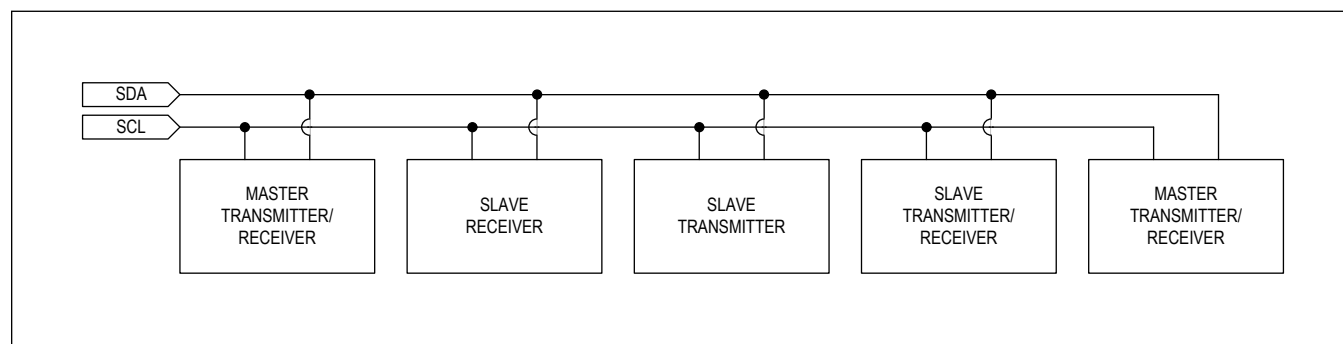 SDA
SCL
MASTER
TRANSMITTER/
RECEIVER
SLAVE
RECEIVER
SLAVE
TRANSMITTER
SLAVE
TRANSMITTER/
RECEIVER
MASTER
TRANSMITTER/
RECEIVER